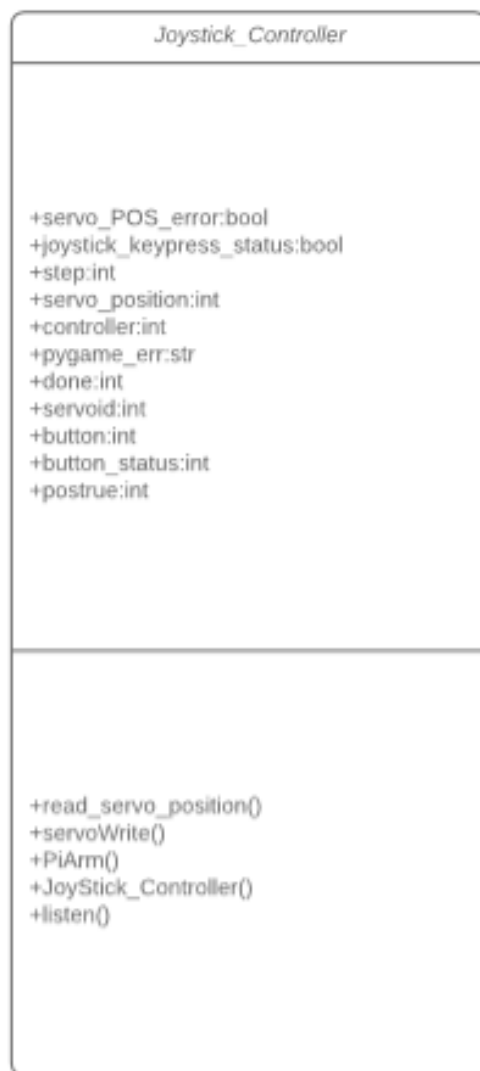 Joystick_Controller
+servo_POS_error:bool
+joystick_keypress_status:bool
+step:int
+servo_position:int
+controller:int
+pygame_err:str
+done:int
+servoid:int
+button:int
+button_status:int
+postrue:int
+read_servo_position()
+servoWrite()
+PiArm()
+JoyStick_Controller()
+listen()